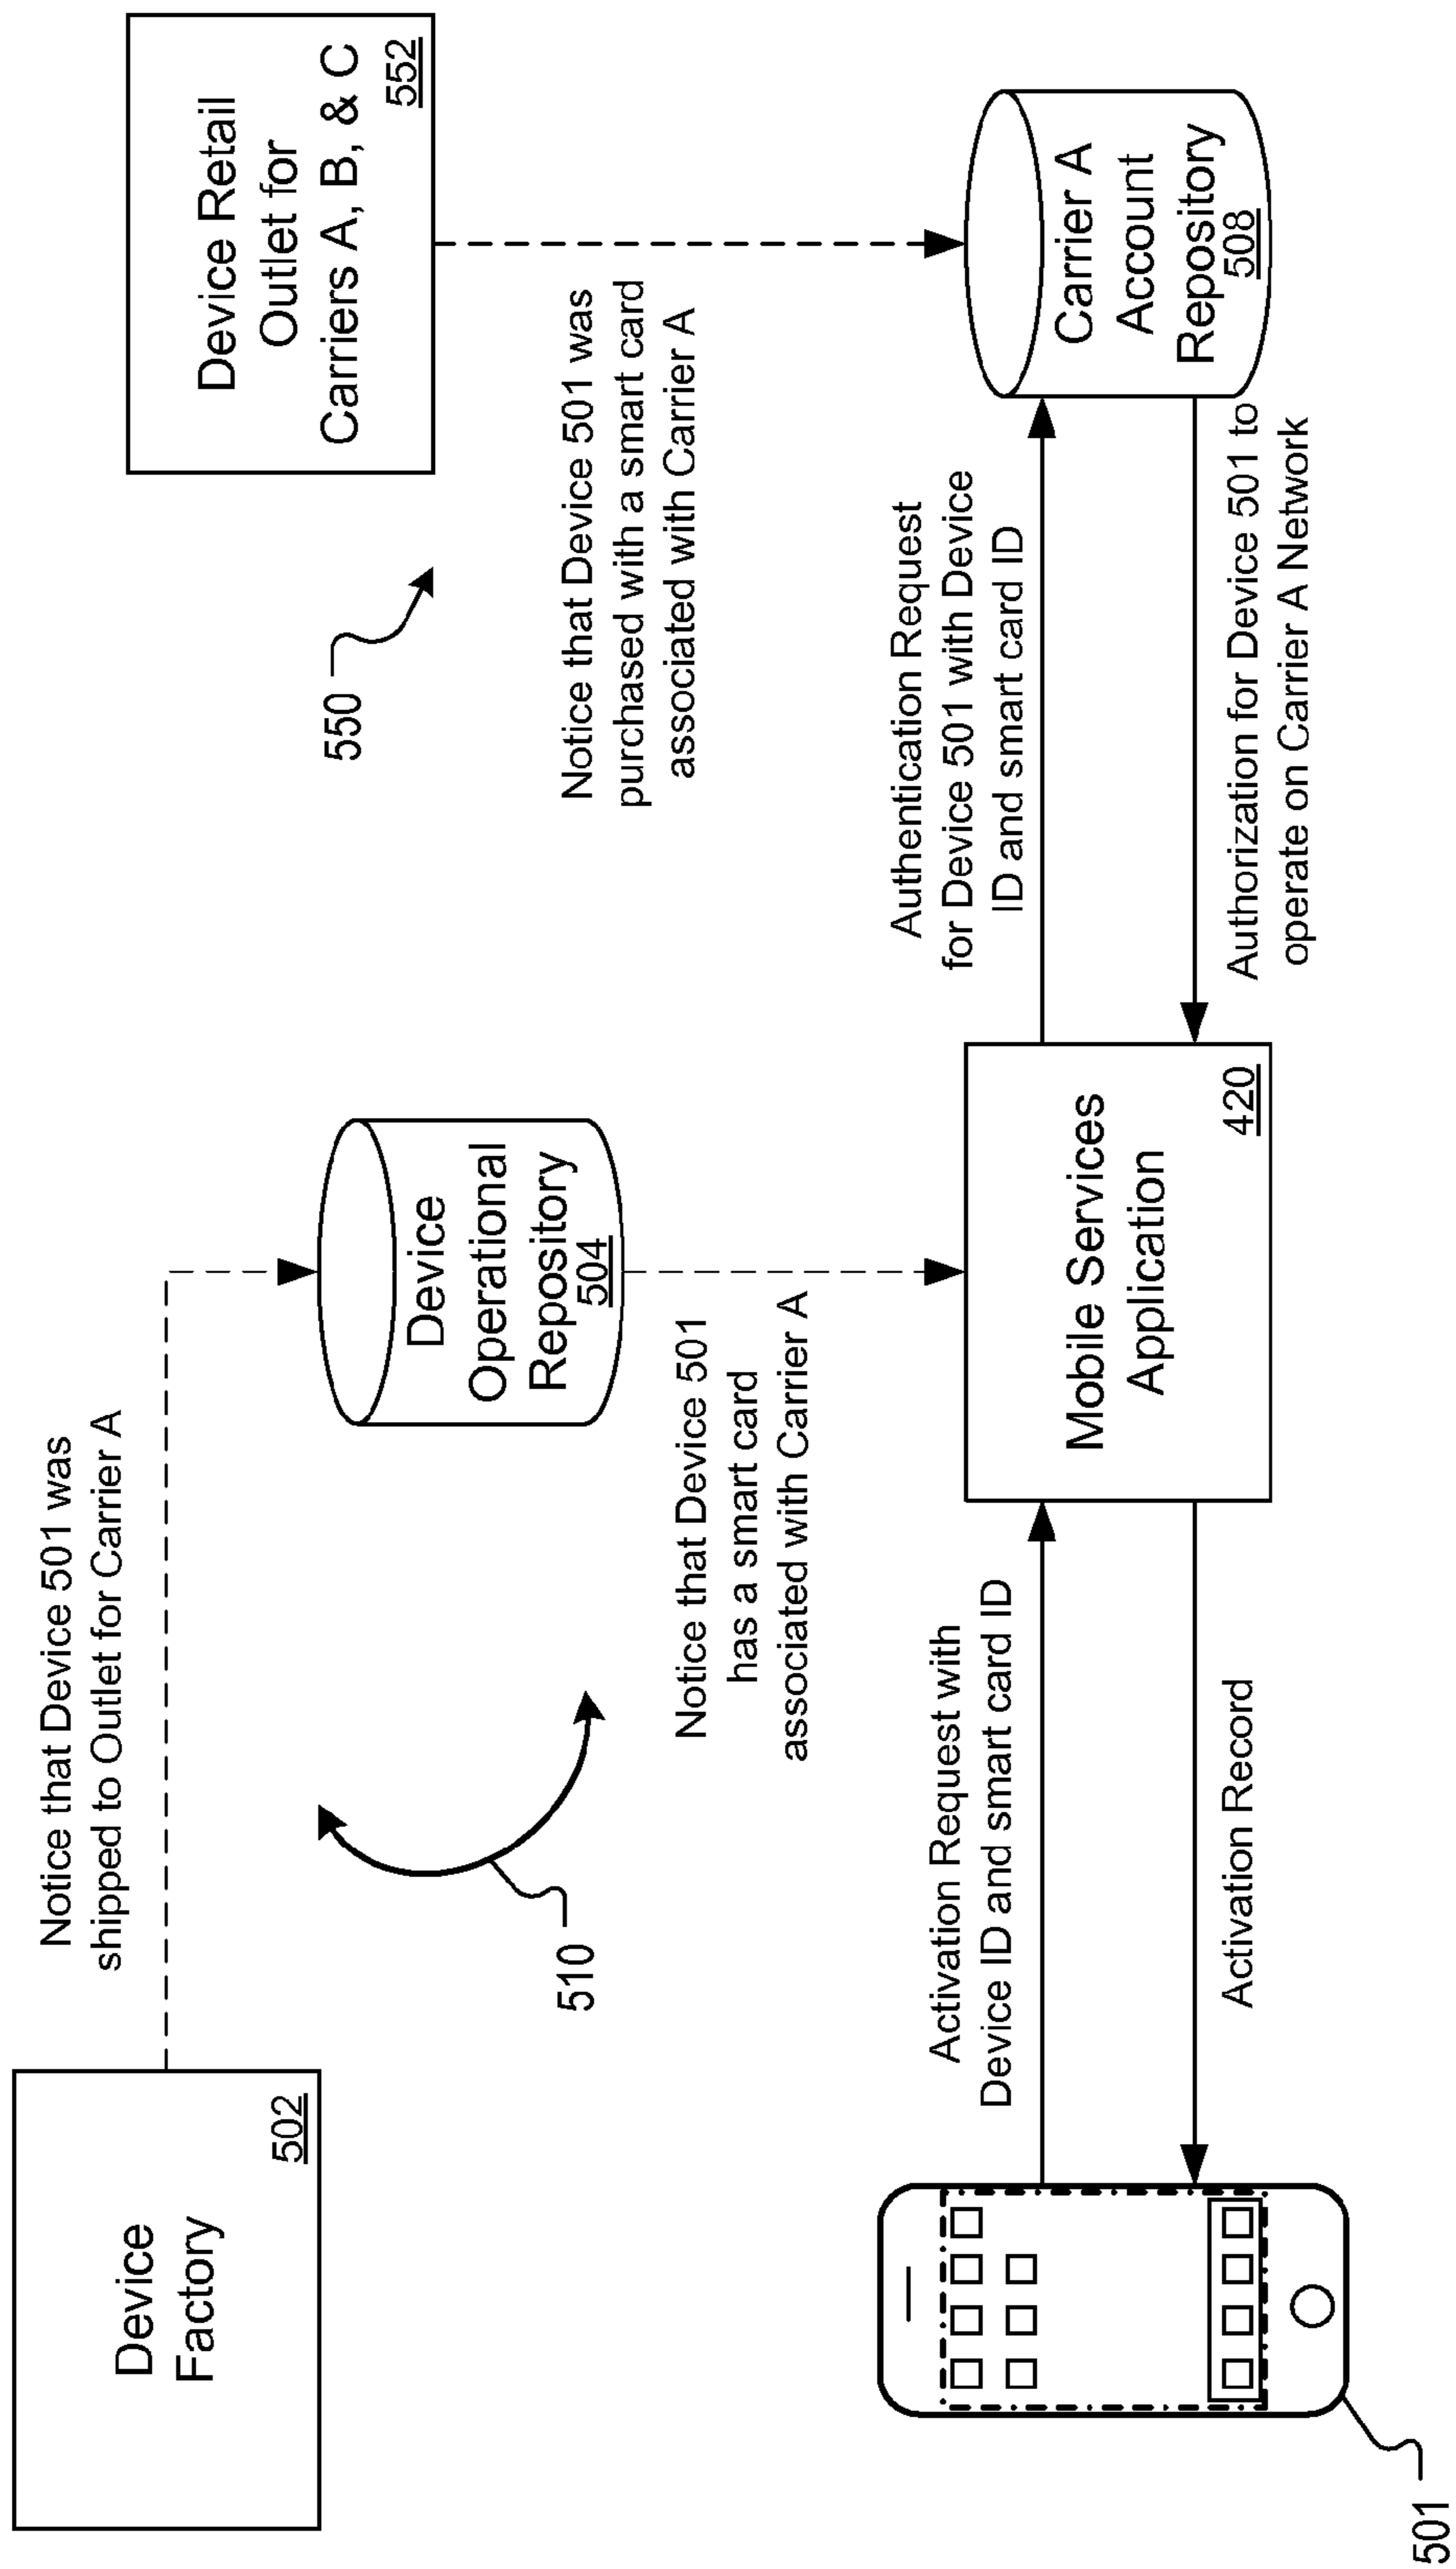 Device
Factory
502
Notice that Device 501 was
shipped to Outlet for Carrier A
Device
Operational
Repository
504
510
Notice that Device 501
has a smart card
associated with Carrier A
550
Device Retail
Outlet for
Carriers A, B, & C
552
Notice that Device 501 was
purchased with a smart card
associated with Carrier A
501
Activation Request with
Device ID and smart card ID
Activation Record
Mobile Services
Application
420
Authentication Request
for Device 501 with Device
ID and smart card ID
Authorization for Device 501 to
operate on Carrier A Network
Carrier A
Account
Repository
508